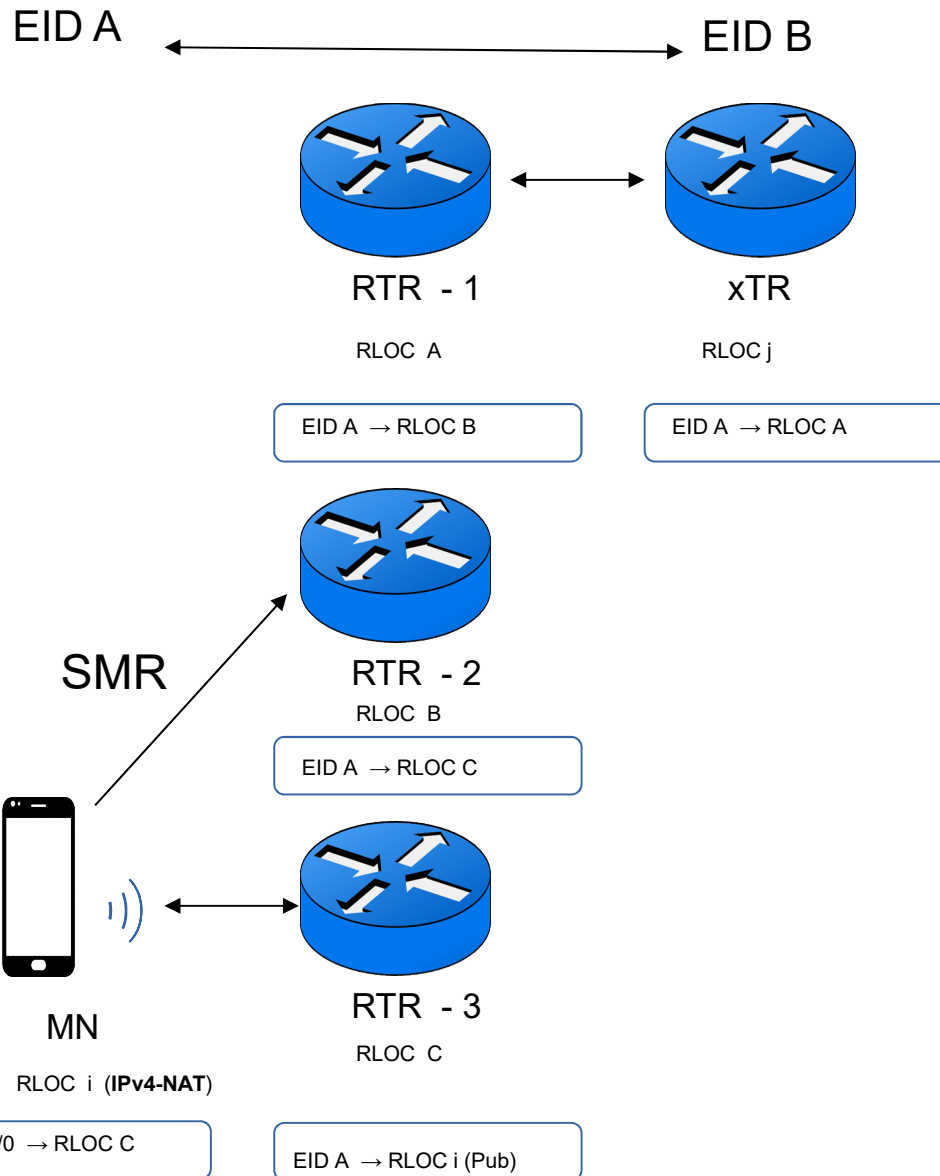 EID A
EID B
RTR - 1
xTR
RLOC A
RLOC j
EID A → RLOC B
EID A → RLOC A
SMR
RTR - 2
RLOC B
EID A → RLOC C
RTR - 3
MN
RLOC C
RLOC i (IPv4-NAT)
/0 → RLOC C
EID A → RLOC i (Pub)